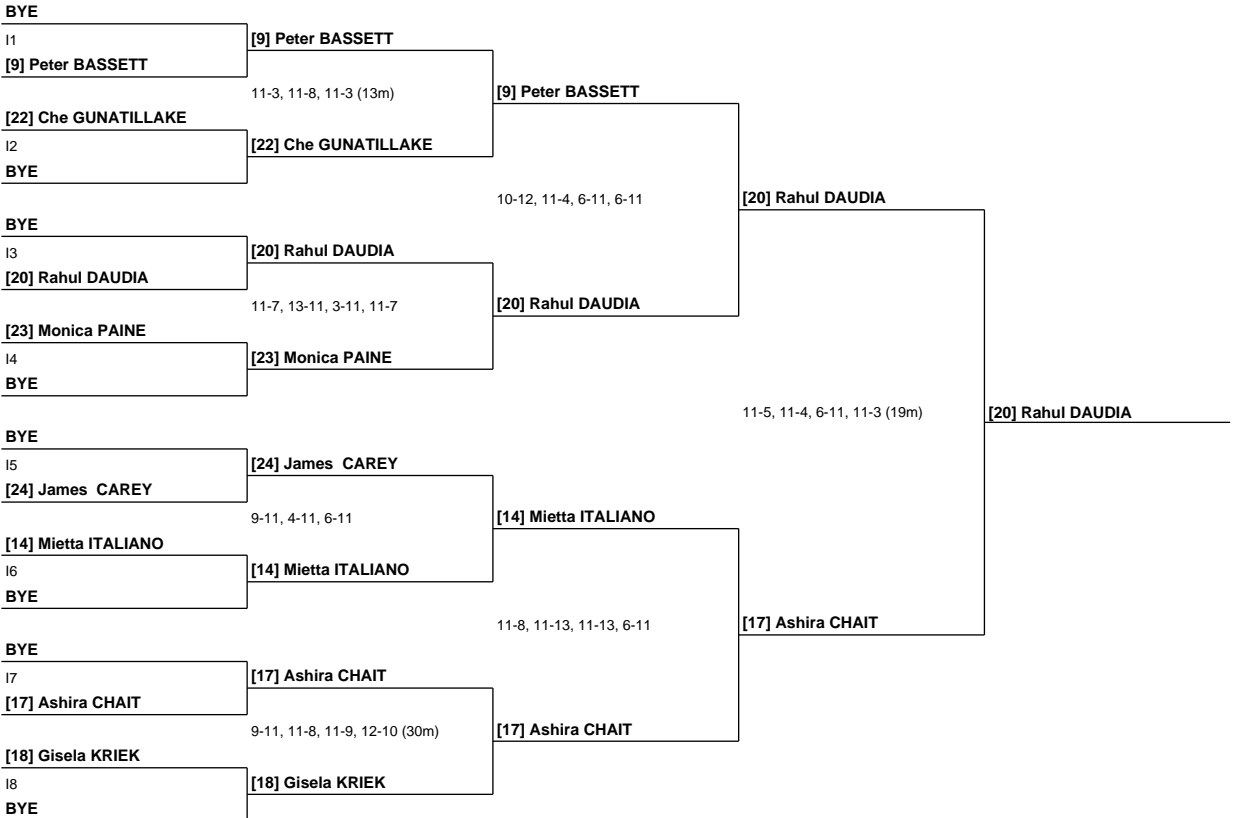 BYE
I1
[9] Peter BASSETT
[9] Peter BASSETT
11-3, 11-8, 11-3 (13m)
[9] Peter BASSETT
[22] Che GUNATILLAKE
I2
[22] Che GUNATILLAKE
BYE
10-12, 11-4, 6-11, 6-11
[20] Rahul DAUDIA
BYE
I3
[20] Rahul DAUDIA
[20] Rahul DAUDIA
11-7, 13-11, 3-11, 11-7
[20] Rahul DAUDIA
[23] Monica PAINE
I4
[23] Monica PAINE
BYE
11-5, 11-4, 6-11, 11-3 (19m)
[20] Rahul DAUDIA
BYE
I5
[24] James  CAREY
[24] James  CAREY
9-11, 4-11, 6-11
[14] Mietta ITALIANO
[14] Mietta ITALIANO
I6
[14] Mietta ITALIANO
BYE
11-8, 11-13, 11-13, 6-11
[17] Ashira CHAIT
BYE
I7
[17] Ashira CHAIT
[17] Ashira CHAIT
9-11, 11-8, 11-9, 12-10 (30m)
[17] Ashira CHAIT
[18] Gisela KRIEK
I8
[18] Gisela KRIEK
BYE